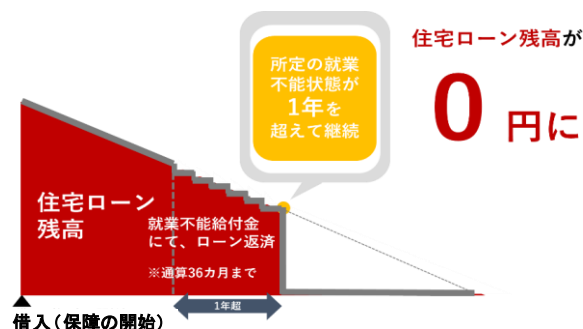 住宅ローン残高が
0 円に
所定の就業
不能状態が
1年を
超えて継続
住宅ローン
残高
就業不能給付金
にて、ローン返済
※通算36カ月まで
1年超
借入（保障の開始）